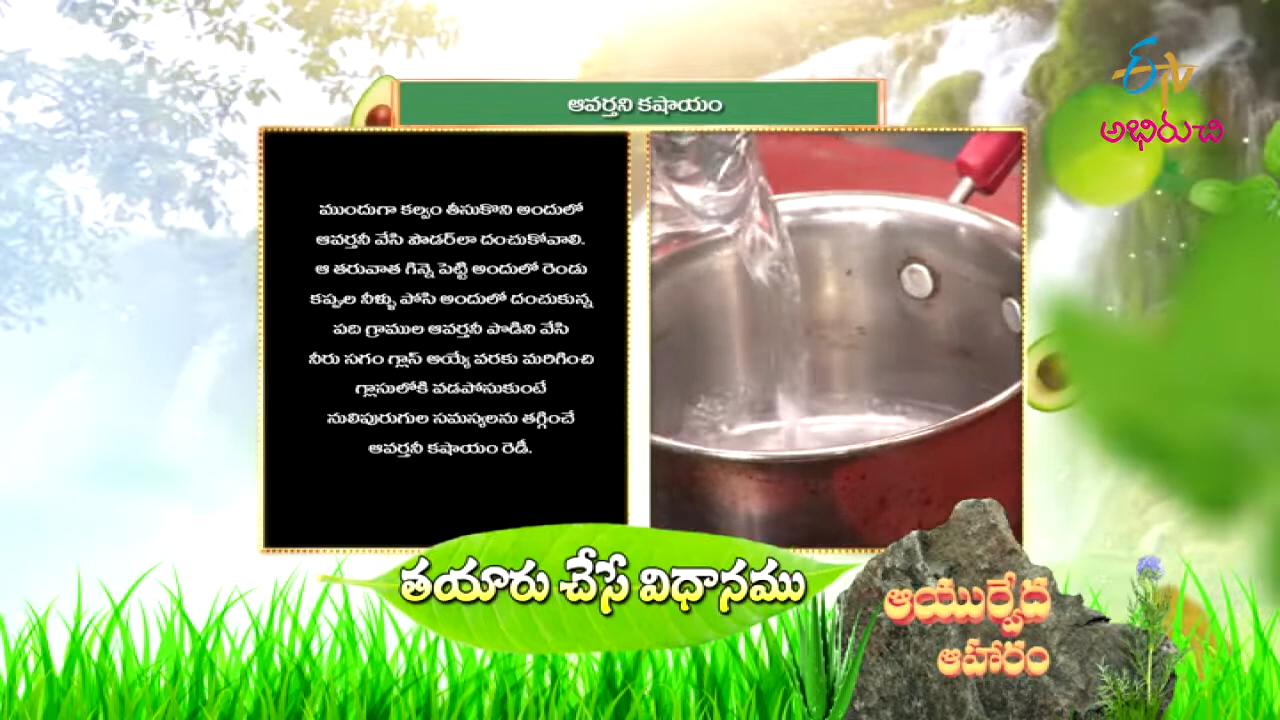 ఆవర్తని కషాయం
ETV
అభిరుచి
ముందుగా కల్వం తీసుకొని అందులో
ఆవర్తనీ వేసి పౌడర్‌లా దంచుకోవాలి.
ఆ తరువాత గిన్నె పెట్టి అందులో రెండు
కప్పుల నీళ్ళు పోసి అందులో దంచుకున్న
పది గ్రాముల ఆవర్తనీ పొడిని వేసి
నీరు సగం గ్లాస్ అయ్యే వరకు మరిగించి
గ్లాసులోకి వడపోసుకుంటే
నులిపురుగుల సమస్యలను తగ్గించే
ఆవర్తనీ కషాయం రెడీ.
తయారు చేసే విధానము
ఆయుర్వేద
ఆహారం